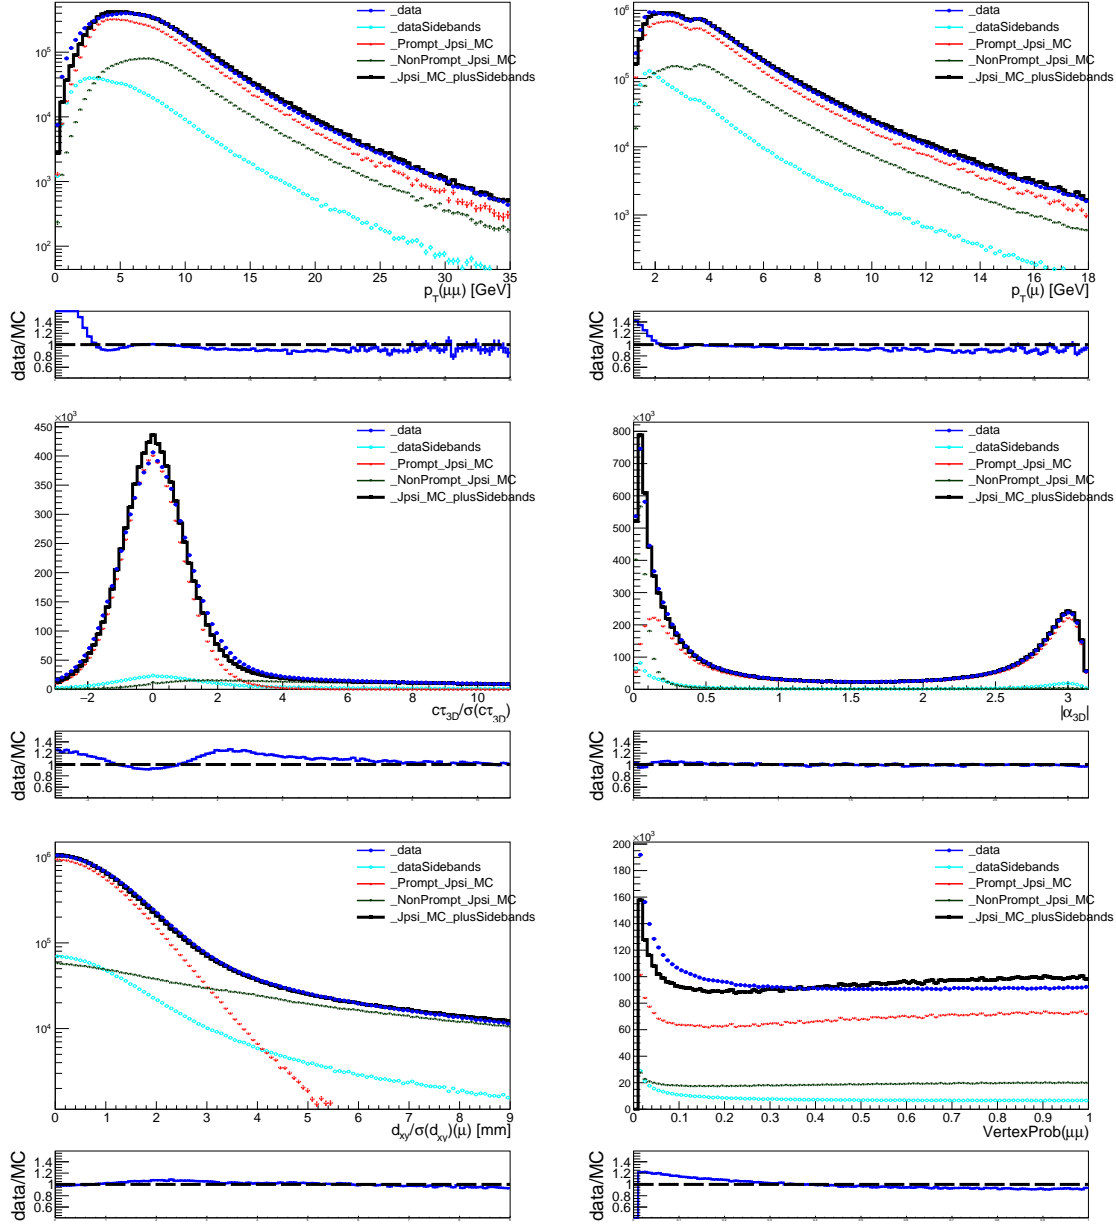 _data
_dataSidebands
_Prompt_Jpsi_MC
_NonPrompt_Jpsi_MC
_Jpsi_MC_plusSidebands
10^5
10^4
10^3
10^2
0 5 10 15 20 25 30 35
p_T(μμ) [GeV]
data/MC
1.4
1.2
1
0.8
0.6
_data
_dataSidebands
_Prompt_Jpsi_MC
_NonPrompt_Jpsi_MC
_Jpsi_MC_plusSidebands
10^6
10^5
10^4
10^3
2 4 6 8 10 12 14 16 18
p_T(μ) [GeV]
data/MC
1.4
1.2
1
0.8
0.6
×10^3
_data
_dataSidebands
_Prompt_Jpsi_MC
_NonPrompt_Jpsi_MC
_Jpsi_MC_plusSidebands
450
400
350
300
250
200
150
100
50
0
−2 0 2 4 6 8 10
cτ_3D/σ(cτ_3D)
data/MC
1.4
1.2
1
0.8
0.6
×10^3
_data
_dataSidebands
_Prompt_Jpsi_MC
_NonPrompt_Jpsi_MC
_Jpsi_MC_plusSidebands
800
700
600
500
400
300
200
100
0
0 0.5 1 1.5 2 2.5 3
|α_3D|
data/MC
1.4
1.2
1
0.8
0.6
_data
_dataSidebands
_Prompt_Jpsi_MC
_NonPrompt_Jpsi_MC
_Jpsi_MC_plusSidebands
10^6
10^5
10^4
0 1 2 3 4 5 6 7 8 9
d_xy/σ(d_xy)(μ) [mm]
data/MC
1.4
1.2
1
0.8
0.6
×10^3
_data
_dataSidebands
_Prompt_Jpsi_MC
_NonPrompt_Jpsi_MC
_Jpsi_MC_plusSidebands
200
180
160
140
120
100
80
60
40
20
0
0 0.1 0.2 0.3 0.4 0.5 0.6 0.7 0.8 0.9 1
VertexProb(μμ)
data/MC
1.4
1.2
1
0.8
0.6